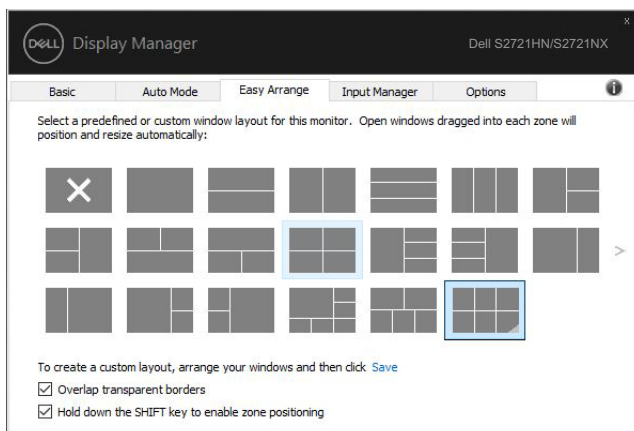 x
DELL Display Manager Dell S2721HN/S2721NX
Basic Auto Mode Easy Arrange Input Manager Options i
Select a predefined or custom window layout for this monitor. Open windows dragged into each zone will
position and resize automatically:
>
To create a custom layout, arrange your windows and then click Save
Overlap transparent borders
Hold down the SHIFT key to enable zone positioning